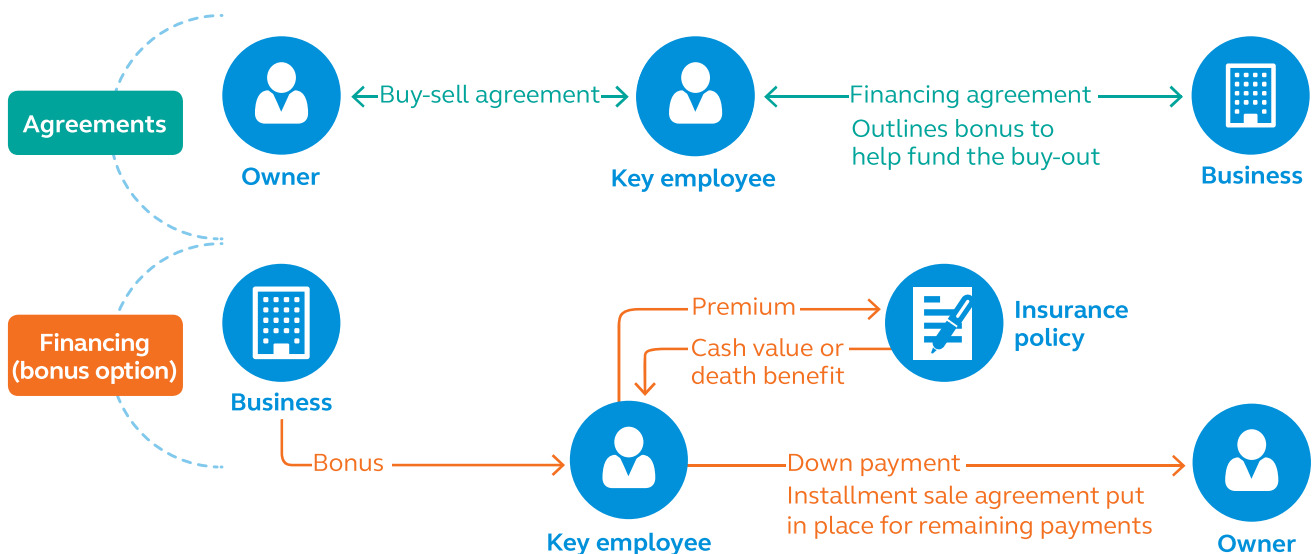 Agreements
Owner
Buy-sell agreement
Key employee
Financing agreement
Outlines bonus to
help fund the buy-out
Business
Financing
(bonus option)
Business
Bonus
Premium
Cash value or
death benefit
Insurance
policy
Key employee
Down payment
Installment sale agreement put
in place for remaining payments
Owner